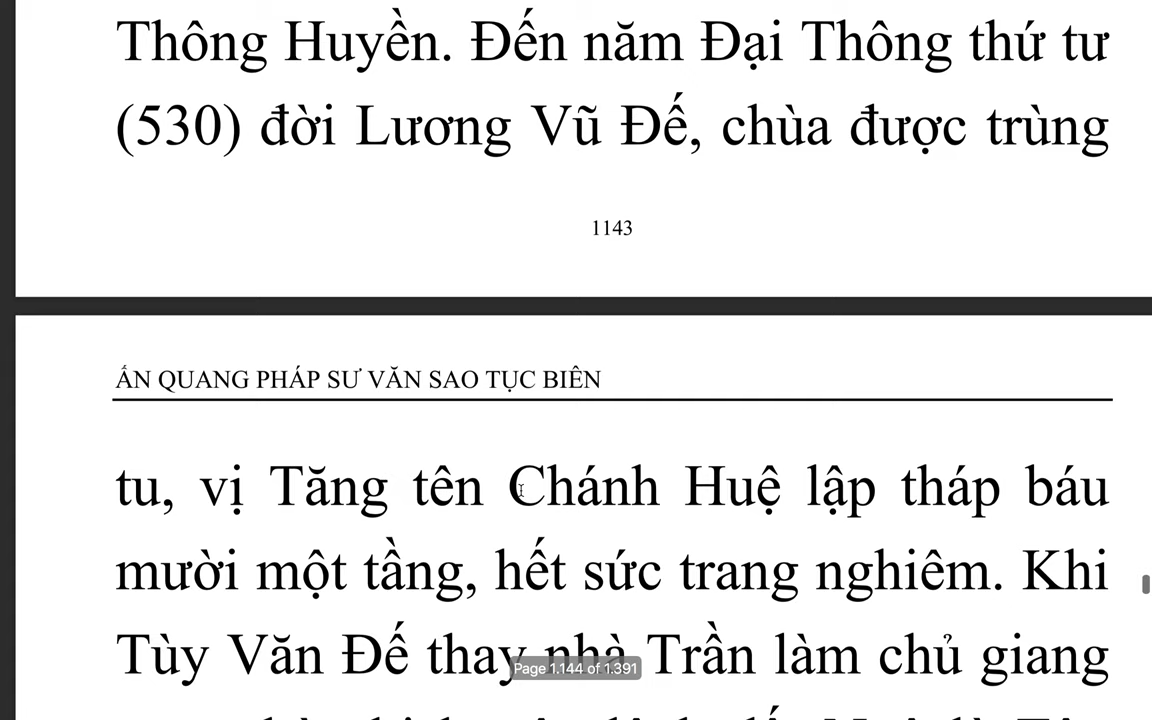 Thông Huyền. Đến năm Đại Thông thứ tư
(530) đời Lương Vũ Đế, chùa được trùng
1143
ẤN QUANG PHÁP SƯ VĂN SAO TỤC BIÊN
tu, vị Tăng tên Chánh Huệ lập tháp báu
mười một tầng, hết sức trang nghiêm. Khi
Tùy Văn Đế thay nhà Trần làm chủ giang
Page 1.144 of 1.391